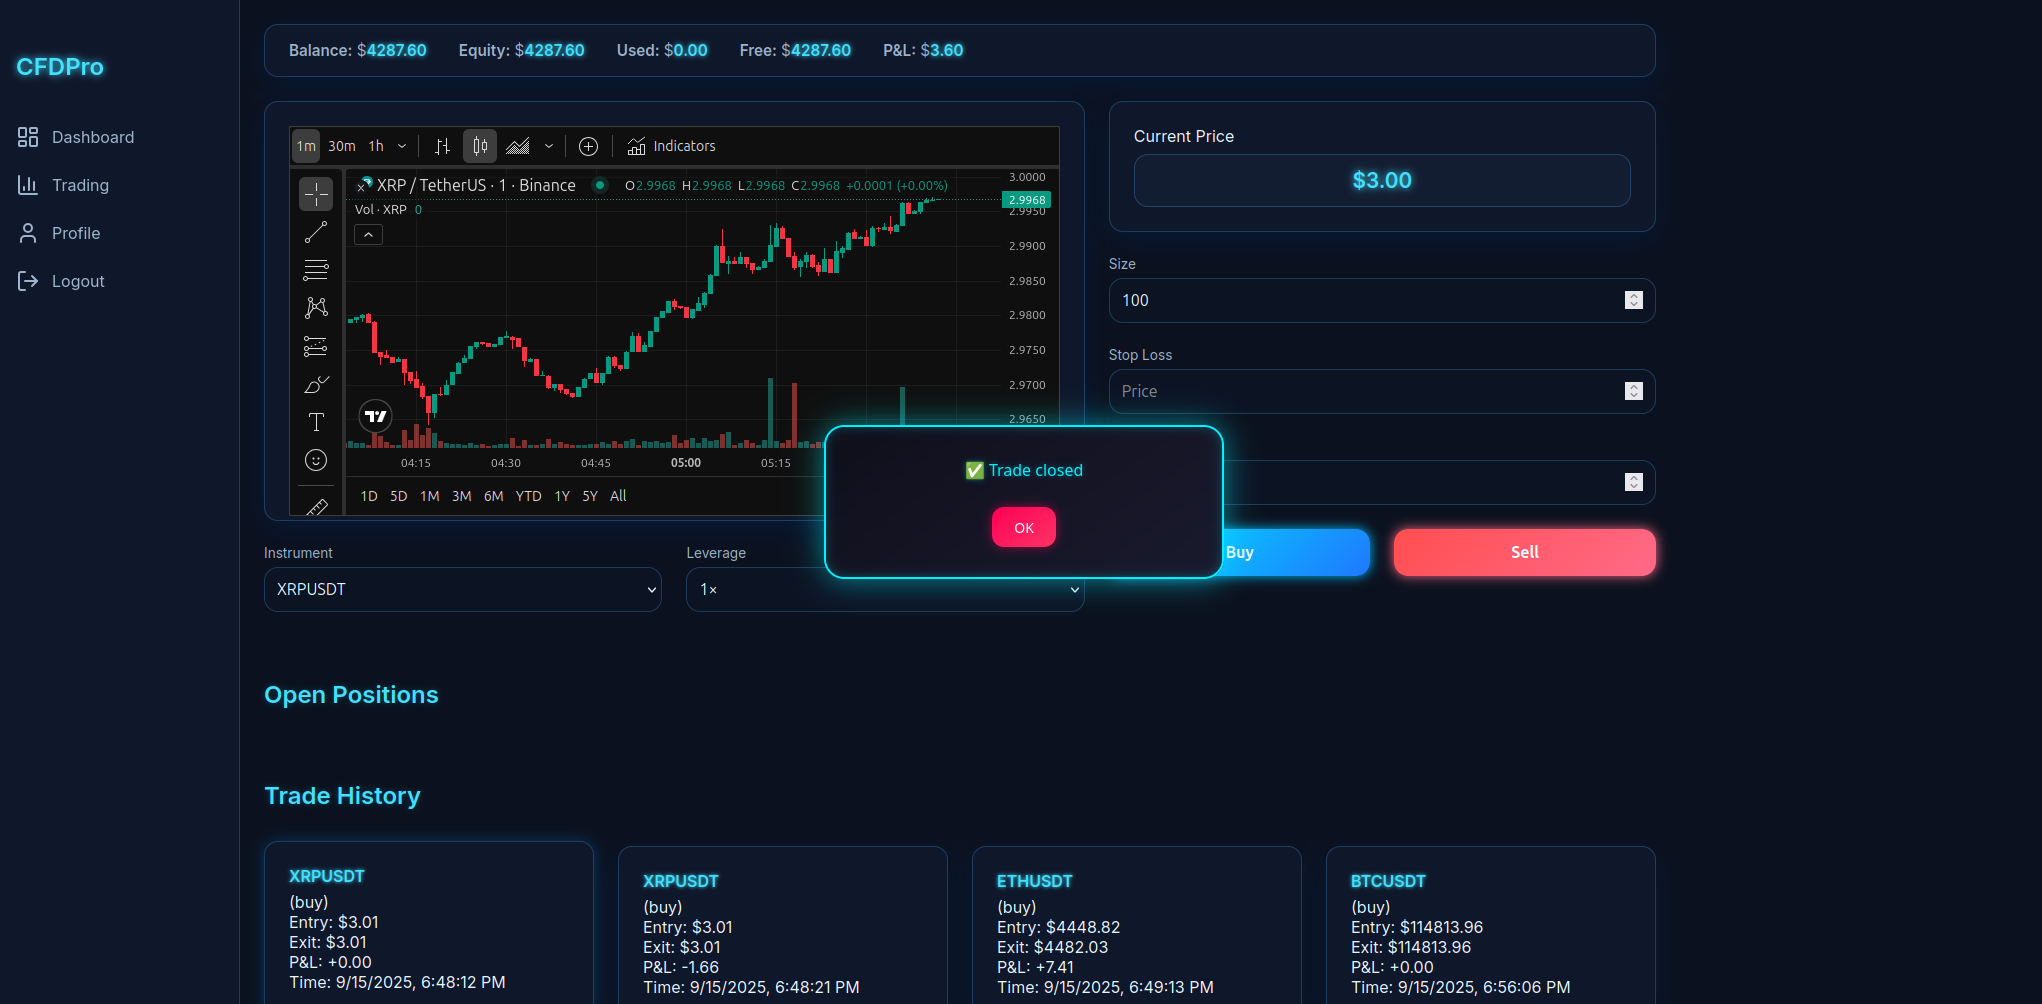 CFDPro
Dashboard
Trading
Profile
Logout
Balance: $4287.60 Equity: $4287.60 Used: $0.00 Free: $4287.60 P&L: $3.60
1m 30m 1h Indicators
XRP / TetherUS · 1 · Binance O2.9968 H2.9968 L2.9968 C2.9968 +0.0001 (+0.00%)
Vol · XRP 0
3.0000
2.9968
2.9950
2.9900
2.9850
2.9800
2.9750
2.9700
2.9650
04:15 04:30 04:45 05:00 05:15
1D 5D 1M 3M 6M YTD 1Y 5Y All
Instrument
XRPUSDT
Leverage
1×
Current Price
$3.00
Size
100
Stop Loss
Price
✅ Trade closed
OK
Buy
Sell
Open Positions
Trade History
XRPUSDT
(buy)
Entry: $3.01
Exit: $3.01
P&L: +0.00
Time: 9/15/2025, 6:48:12 PM
XRPUSDT
(buy)
Entry: $3.01
Exit: $3.01
P&L: -1.66
Time: 9/15/2025, 6:48:21 PM
ETHUSDT
(buy)
Entry: $4448.82
Exit: $4482.03
P&L: +7.41
Time: 9/15/2025, 6:49:13 PM
BTCUSDT
(buy)
Entry: $114813.96
Exit: $114813.96
P&L: +0.00
Time: 9/15/2025, 6:56:06 PM